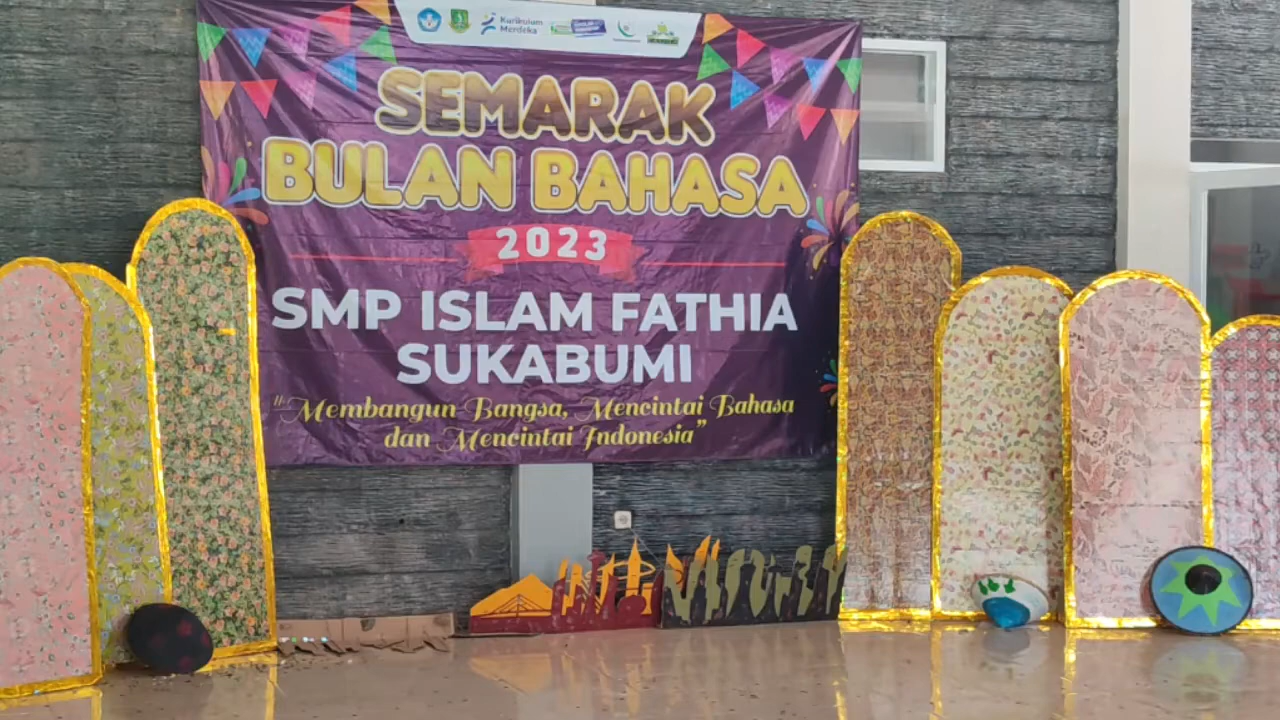 Kurikulum
Merdeka
SEMARAK
BULAN BAHASA
2023
SMP ISLAM FATHIA
SUKABUMI
"Membangun Bangsa, Mencintai Bahasa
dan Mencintai Indonesia"